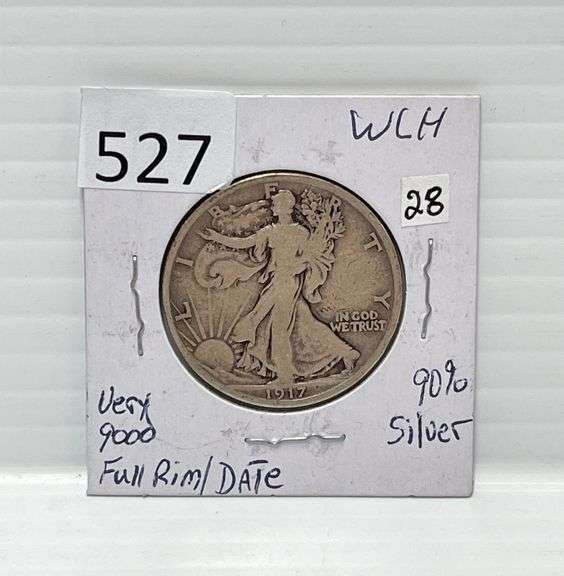 527
WLH
28
LIBERTY
IN GOD
WE TRUST
1917
Very
good
Full Rim/DATE
90%
Silver